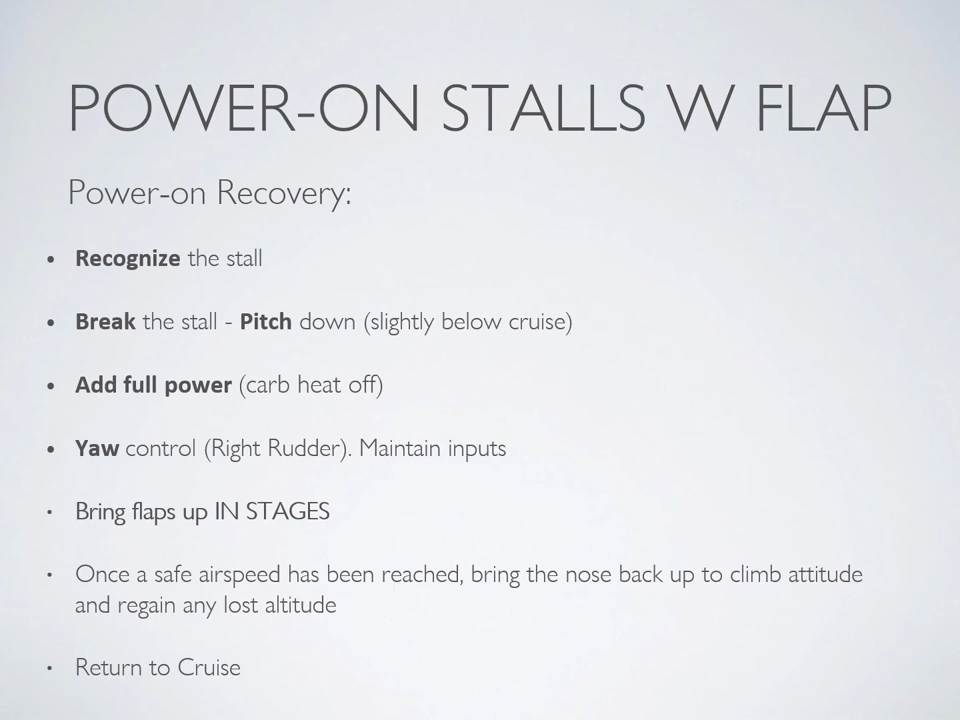 POWER-ON STALLS W FLAP
Power-on Recovery:
• Recognize the stall
• Break the stall - Pitch down (slightly below cruise)
• Add full power (carb heat off)
• Yaw control (Right Rudder). Maintain inputs
• Bring flaps up IN STAGES
• Once a safe airspeed has been reached, bring the nose back up to climb attitude
and regain any lost altitude
• Return to Cruise